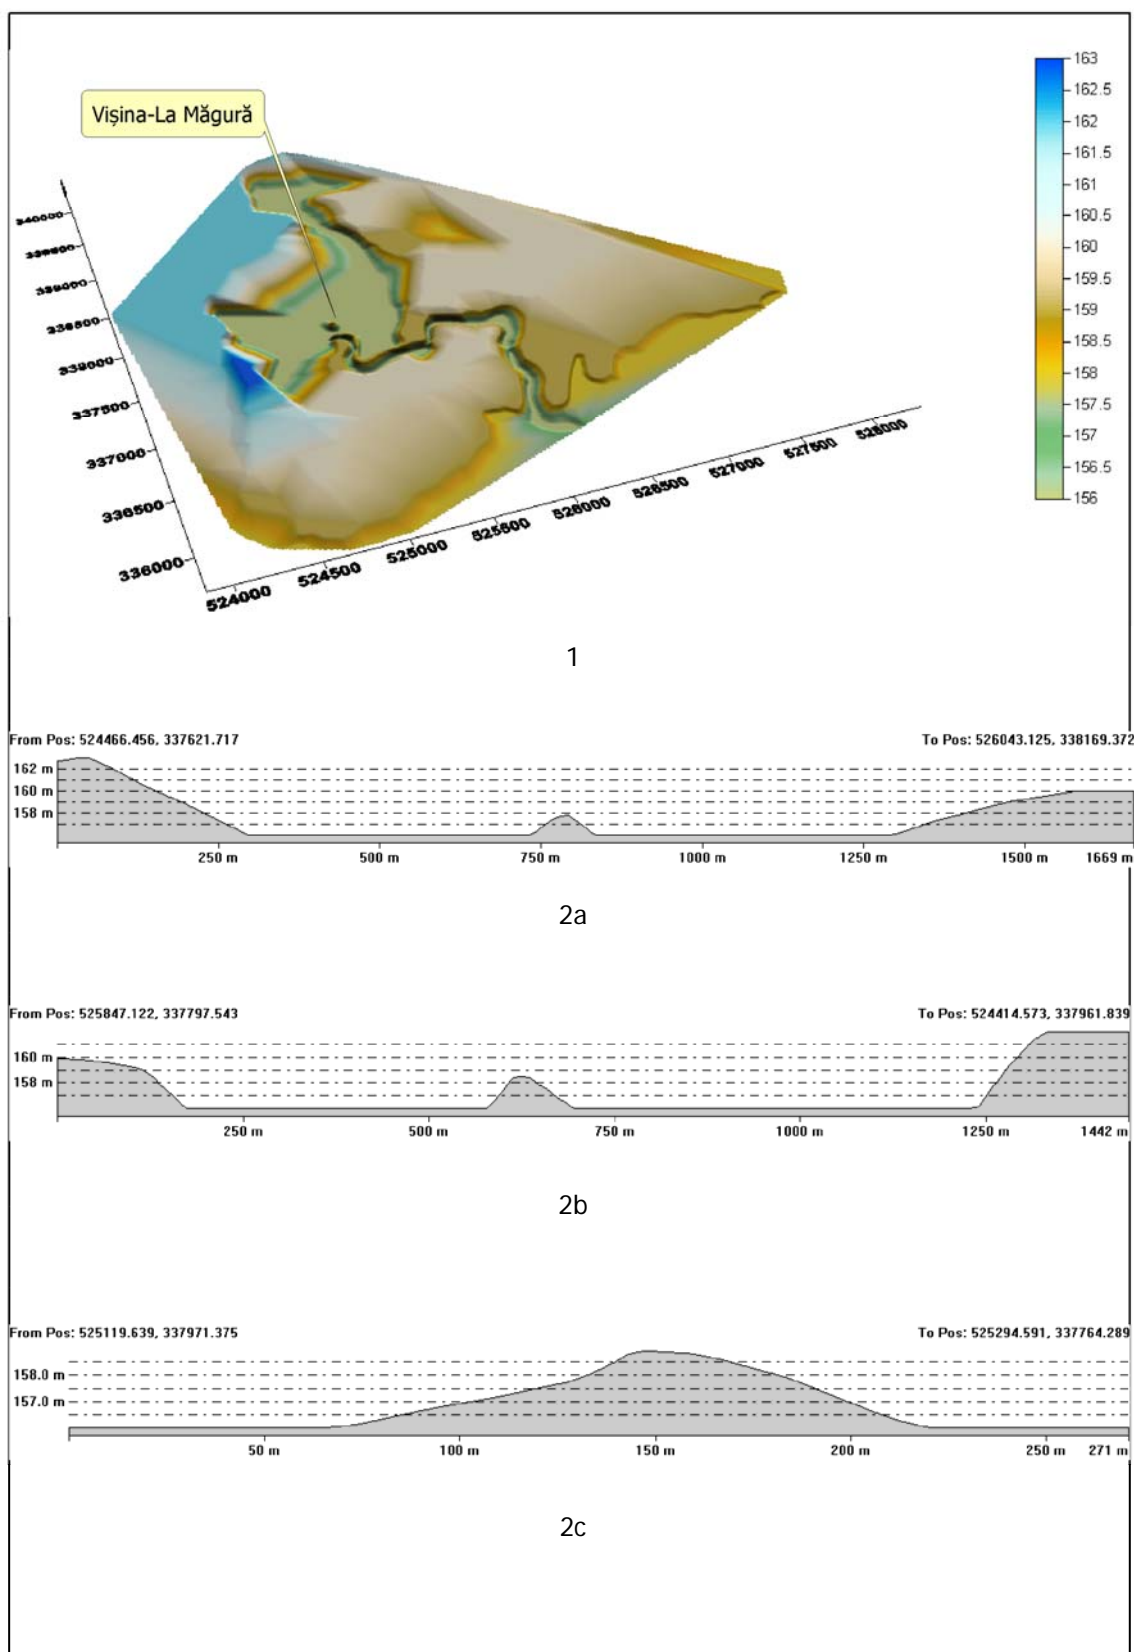 Vișina-La Măgură
163
162.5
162
161.5
161
160.5
160
159.5
159
158.5
158
157.5
157
156.5
156
340000
337500
337000
336500
336000
524000
524500
525000
526000
526500
527000
527500
528000
1
From Pos: 524466.456, 337621.717 To Pos: 526043.125, 338169.372
162 m
160 m
158 m
250 m 500 m 750 m 1000 m 1250 m 1500 m 1669 m
2a
From Pos: 525847.122, 337797.543 To Pos: 524414.573, 337961.839
160 m
158 m
250 m 500 m 750 m 1000 m 1250 m 1442 m
2b
From Pos: 525119.639, 337971.375 To Pos: 525294.591, 337764.289
158.0 m
157.0 m
50 m 100 m 150 m 200 m 250 m 271 m
2c